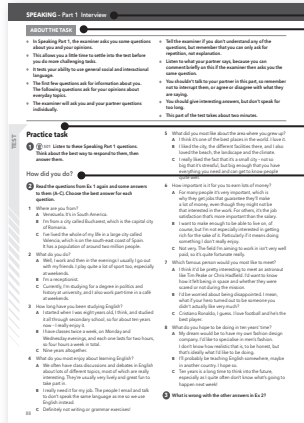 SPEAKING – Part 1 Interview
ABOUT THE TASK
In Speaking Part 1, the examiner asks you some questions about you and your opinions.
This allows you a little time to settle into the test before you do more challenging tasks.
It tests your ability to use general and interactional language.
The first few questions ask for information about you. The following questions ask for your opinions about everyday topics.
The examiner will ask you and your partner questions individually.
Tell the examiner if you don't understand any of the questions, but remember that you can only ask for repetition, not explanation.
Listen to what your partner says, because you can comment briefly on this if the examiner then asks you the same question.
You shouldn't talk to your partner in this part, so remember not to interrupt them, or agree or disagree with what they are saying.
You should give interesting answers, but don't speak for too long.
This part of the test takes about two minutes.
TEST
Practice task
1 Listen to these Speaking Part 1 questions. Think about the best way to respond to them, then answer them.
How did you do?
2 Read the questions from Ex 1 again and some answers to them (A–C). Choose the best answer for each question.
1 Where are you from?
A Venezuela. It's in South America.
B I'm from a city called Bucharest, which is the capital city of Romania.
C I've lived the whole of my life in a large city called Valencia, which is on the south-east coast of Spain. It has a population of around two million people.
2 What do you do?
A Well, I work and then in the evenings I usually go out with my friends. I play quite a lot of sport too, especially at weekends.
B I'm a receptionist.
C Currently, I'm studying for a degree in politics and history at university, and I also work part-time in a café at weekends.
3 How long have you been studying English?
A I started when I was eight years old, I think, and studied it all through secondary school, so for about ten years now – I really enjoy it.
B I have classes twice a week, on Monday and Wednesday evenings, and each one lasts for two hours, so four hours a week in total.
C Nine years altogether.
4 What do you most enjoy about learning English?
A We often have class discussions and debates in English about lots of different topics, most of which are really interesting. They're usually very lively and great fun to take part in.
B I really need it for my job. The people I email and talk to don't speak the same language as me so we use English instead.
C Definitely not writing or grammar exercises!
5 What did you most like about the area where you grew up?
A I think it's one of the best places in the world. I love it.
B I liked the city, the different facilities there, and I also loved the beach, the landscape and the climate.
C I really liked the fact that it's a small city – not so big that it's stressful, but big enough that you have everything you need and can get to know people quite well.
6 How important is it for you to earn lots of money?
A For many people it's very important, which is why they get jobs that guarantee they'll make a lot of money, even though they might not be that interested in the work. For others, it's the job satisfaction that's more important than the salary.
B I want to make enough to be able to live on, of course, but I'm not especially interested in getting rich for the sake of it. Particularly if it means doing something I don't really enjoy.
C Not very. The field I'm aiming to work in isn't very well paid, so it's quite fortunate really.
7 Which famous person would you most like to meet?
A I think it'd be pretty interesting to meet an astronaut like Tim Peake or Chris Hadfield. I'd want to know how it felt being in space and whether they were scared or not during the mission.
B I'd be worried about being disappointed! I mean, what if your hero turned out to be someone you didn't actually like very much?
C Cristiano Ronaldo, I guess. I love football and he's the best player.
8 What do you hope to be doing in ten years' time?
A My dream would be to have my own fashion design company. I'd like to specialise in men's fashion. I don't know how realistic that is, to be honest, but that's ideally what I'd like to be doing.
B I'll probably be teaching English somewhere, maybe in another country, I hope so.
C Ten years is a long time to think into the future, especially as I quite often don't know what's going to happen next week!
3 What is wrong with the other answers in Ex 2?
68